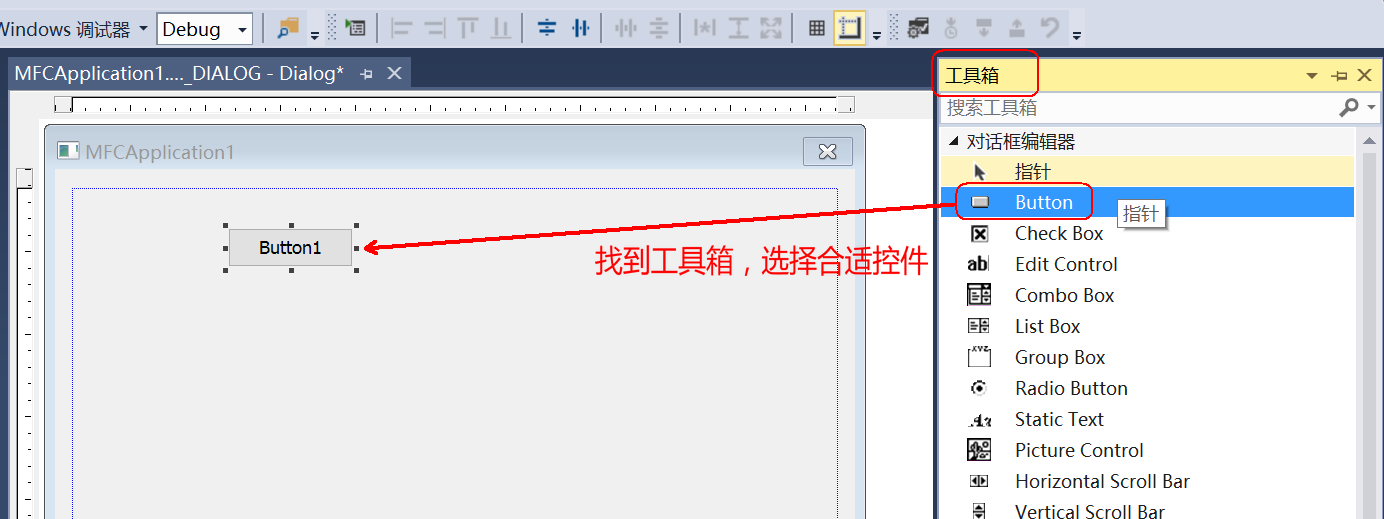 Windows 调试器
Debug
MFCApplication1...._DIALOG - Dialog*
MFCApplication1
Button1
找到工具箱，选择合适控件
工具箱
搜索工具箱
对话框编辑器
指针
Button
指针
Check Box
Edit Control
Combo Box
List Box
Group Box
Radio Button
Static Text
Picture Control
Horizontal Scroll Bar
Vertical Scroll Bar